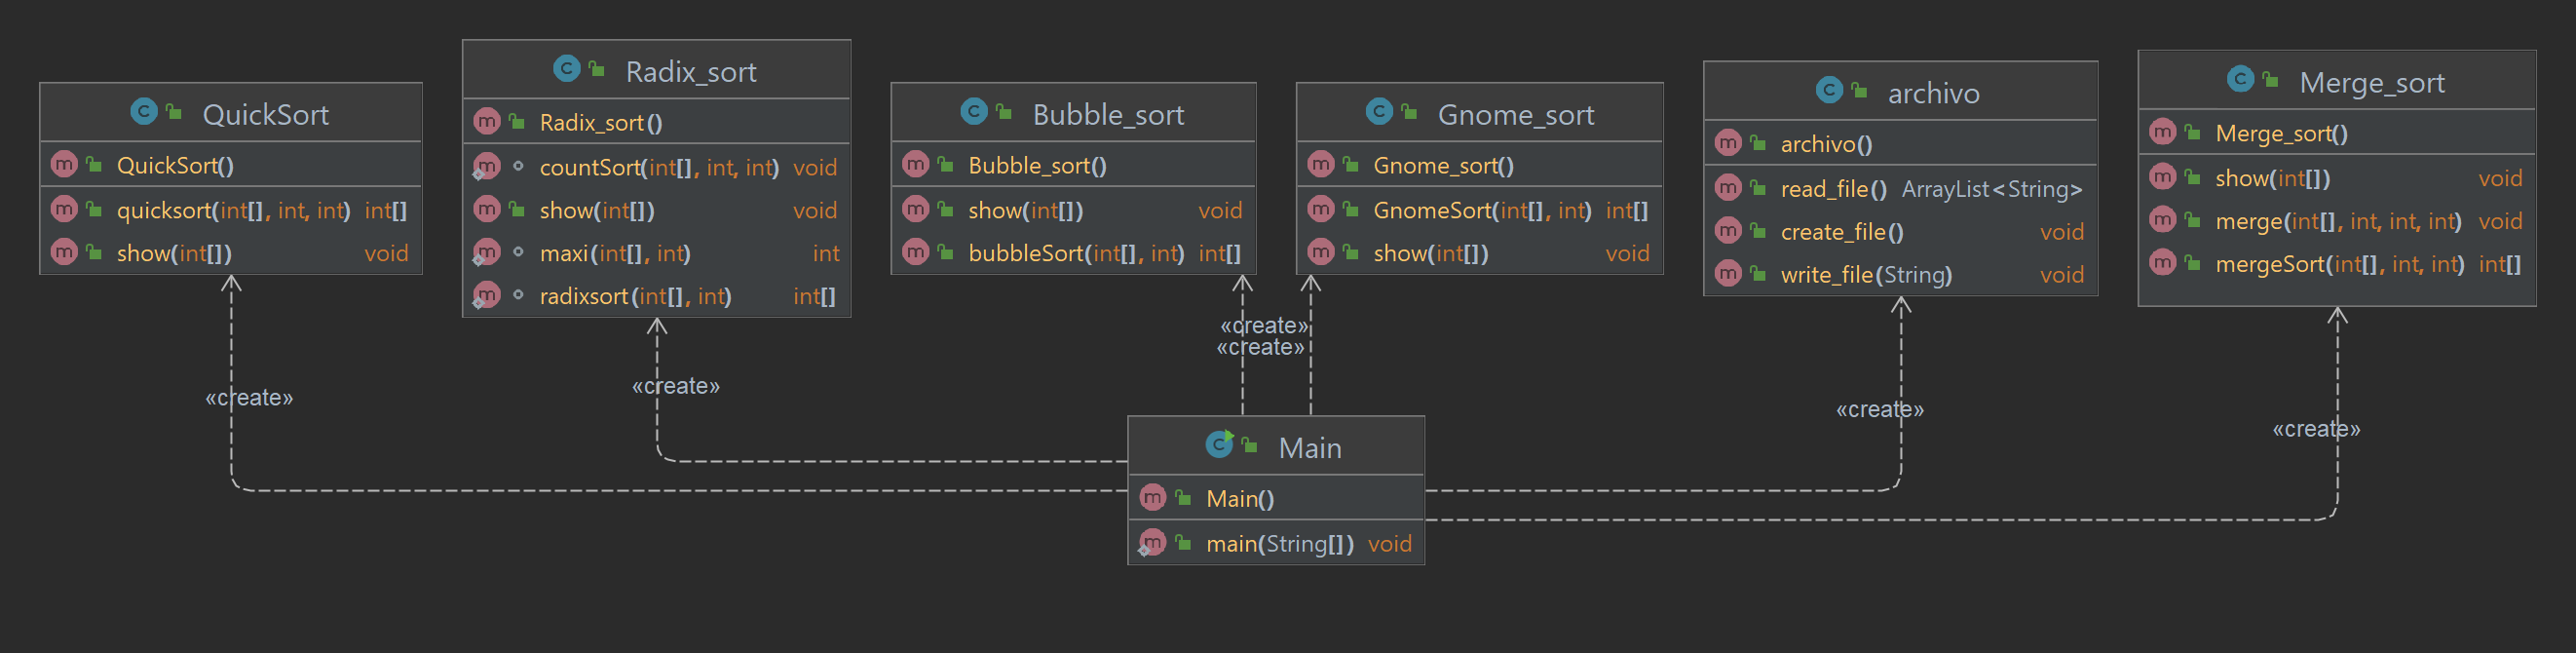 QuickSort
QuickSort()
quicksort(int[], int, int) int[]
show(int[]) void
Radix_sort
Radix_sort()
countSort(int[], int, int) void
show(int[]) void
maxi(int[], int) int
radixsort(int[], int) int[]
Bubble_sort
Bubble_sort()
show(int[]) void
bubbleSort(int[], int) int[]
Gnome_sort
Gnome_sort()
GnomeSort(int[], int) int[]
show(int[]) void
archivo
archivo()
read_file() ArrayList<String>
create_file() void
write_file(String) void
Merge_sort
Merge_sort()
show(int[]) void
merge(int[], int, int, int) void
mergeSort(int[], int, int) int[]
«create»
«create»
«create»
«create»
«create»
«create»
Main
Main()
main(String[]) void